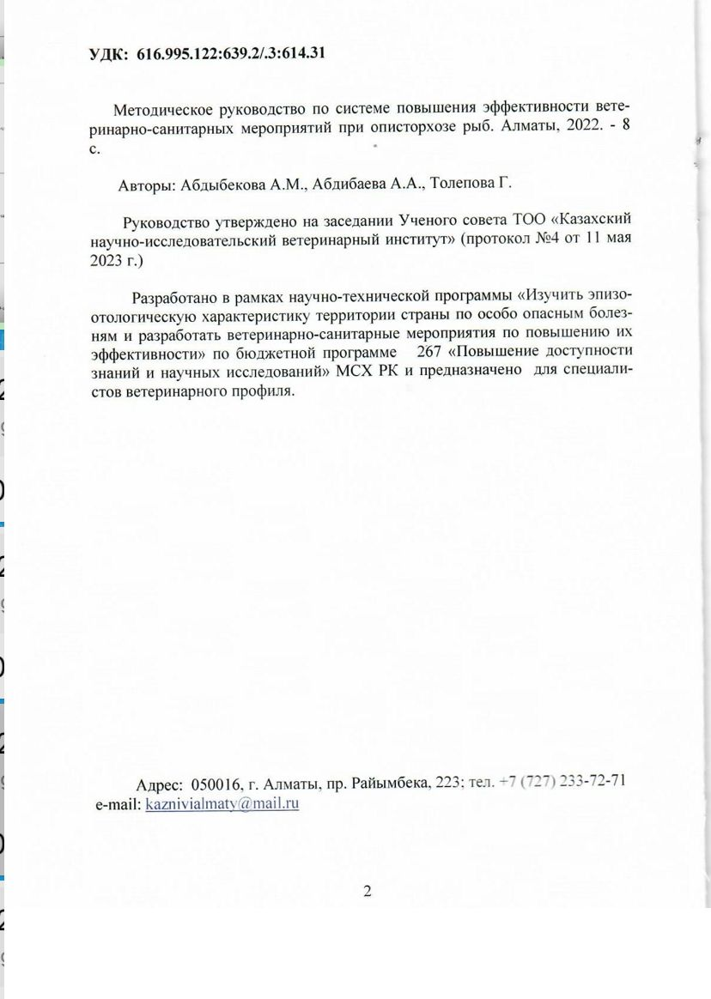 УДК: 616.995.122:639.2/.3:614.31
Методическое руководство по системе повышения эффективности вете-
ринарно-санитарных мероприятий при описторхозе рыб. Алматы, 2022. - 8
с.
Авторы: Абдыбекова А.М., Абдибаева А.А., Толепова Г.
Руководство утверждено на заседании Ученого совета ТОО «Казахский
научно-исследовательский ветеринарный институт» (протокол №4 от 11 мая
2023 г.)
Разработано в рамках научно-технической программы «Изучить эпизо-
отологическую характеристику территории страны по особо опасным болез-
ням и разработать ветеринарно-санитарные мероприятия по повышению их
эффективности» по бюджетной программе 267 «Повышение доступности
знаний и научных исследований» МСХ РК и предназначено для специали-
стов ветеринарного профиля.
Адрес: 050016, г. Алматы, пр. Райымбека, 223; тел. +7 (727) 233-72-71
e-mail: kaznivialmaty@mail.ru
2